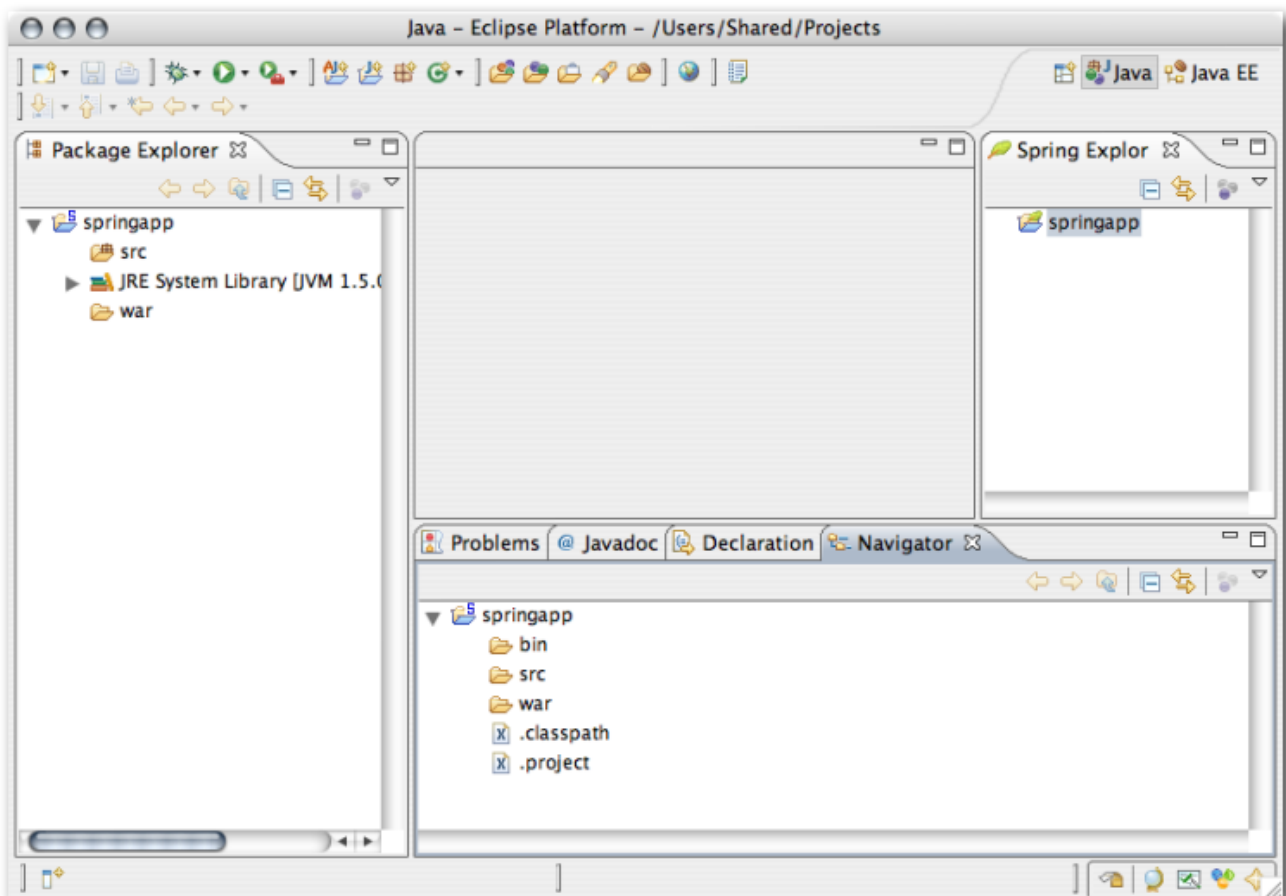 Java – Eclipse Platform – /Users/Shared/Projects
Java Java EE
Package Explorer
springapp
src
JRE System Library [JVM 1.5.0
war
Spring Explor
springapp
Problems @ Javadoc Declaration Navigator
springapp
bin
src
war
.classpath
.project